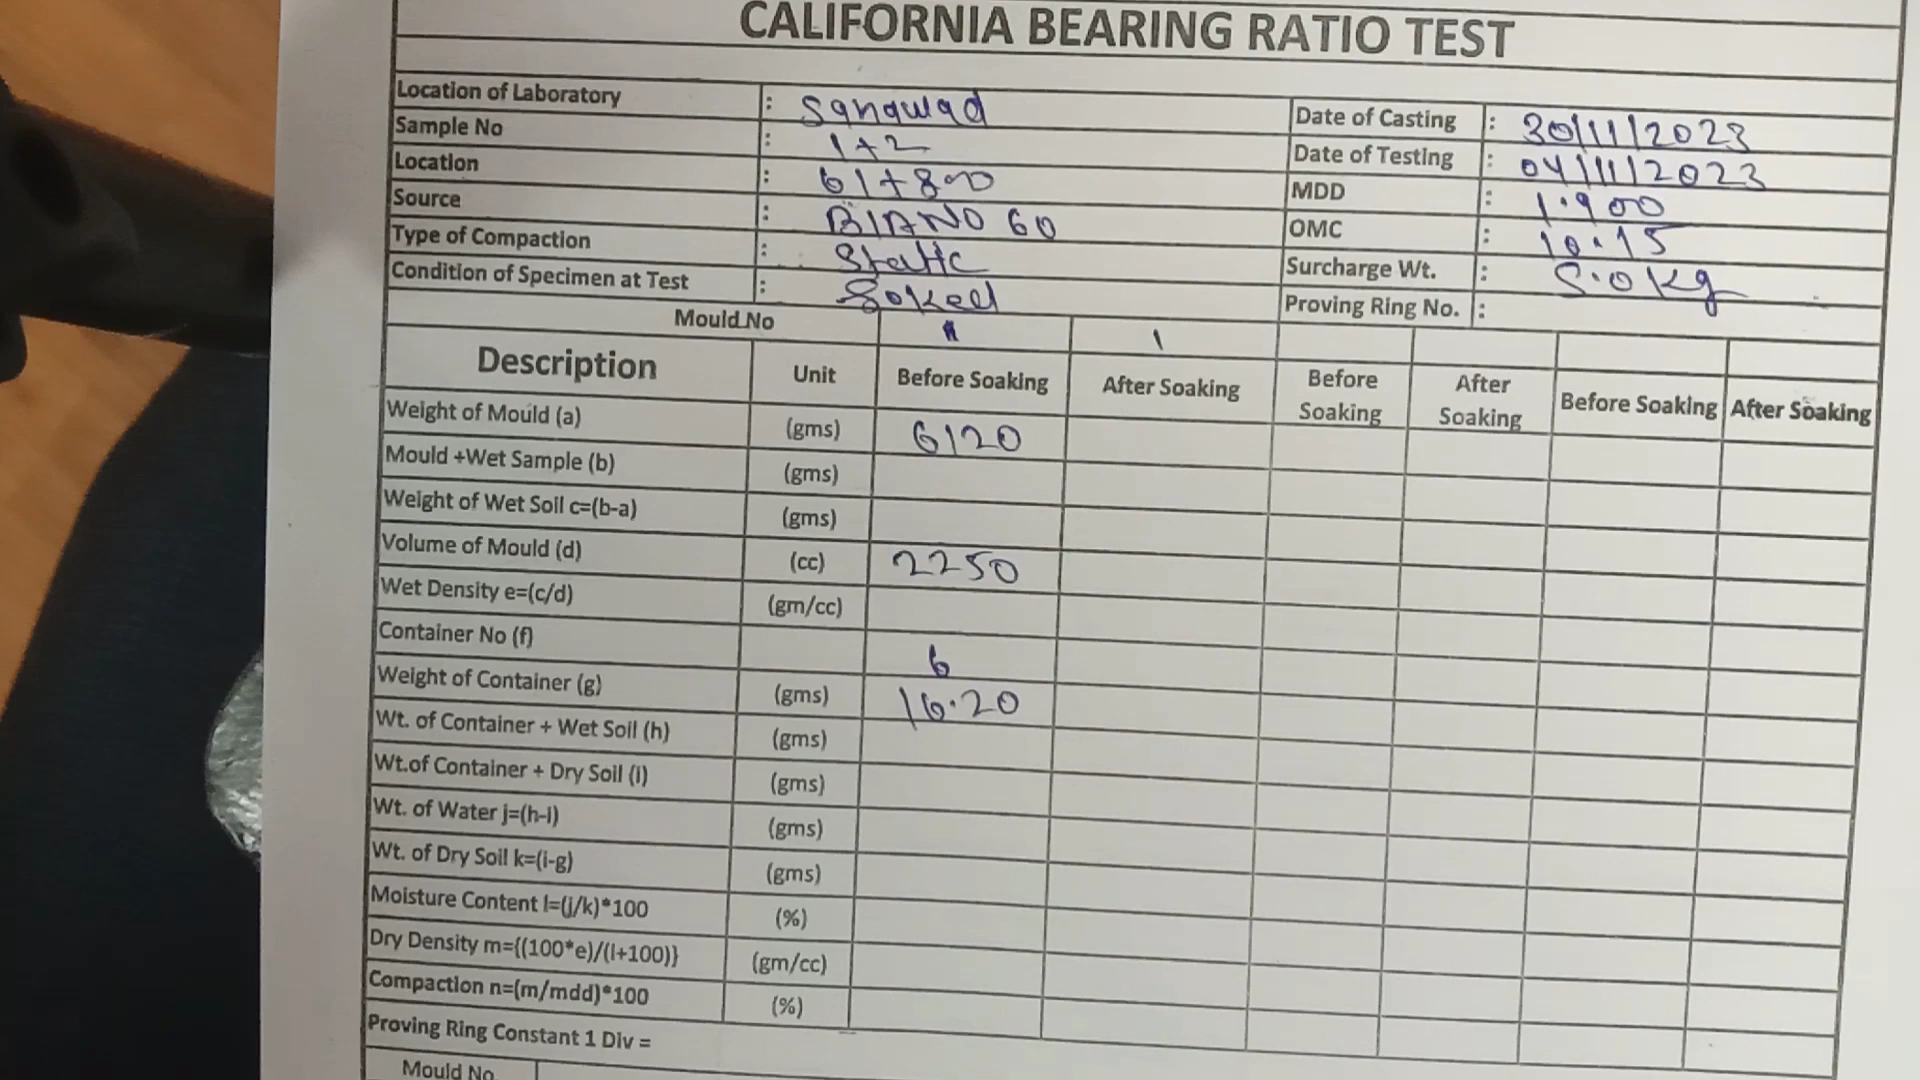 CALIFORNIA BEARING RATIO TEST
Location of Laboratory : Sanawad Date of Casting : 30/11/2023
Sample No : 1+2 Date of Testing : 04/11/2023
Location : 61+800 MDD : 1.900
Source : BIANO 60 OMC : 10.15
Type of Compaction : Static Surcharge Wt. : 5.0 kg
Condition of Specimen at Test : Soked Proving Ring No. :
Mould No 1
Description Unit Before Soaking After Soaking Before Soaking After Soaking Before Soaking After Soaking
Weight of Mould (a) (gms) 6120
Mould +Wet Sample (b) (gms)
Weight of Wet Soil c=(b-a) (gms)
Volume of Mould (d) (cc) 2250
Wet Density e=(c/d) (gm/cc)
Container No (f) 6
Weight of Container (g) (gms) 16.20
Wt. of Container + Wet Soil (h) (gms)
Wt.of Container + Dry Soil (i) (gms)
Wt. of Water j=(h-i) (gms)
Wt. of Dry Soil k=(i-g) (gms)
Moisture Content l=(j/k)*100 (%)
Dry Density m={(100*e)/(l+100)} (gm/cc)
Compaction n=(m/mdd)*100 (%)
Proving Ring Constant 1 Div =
Mould No